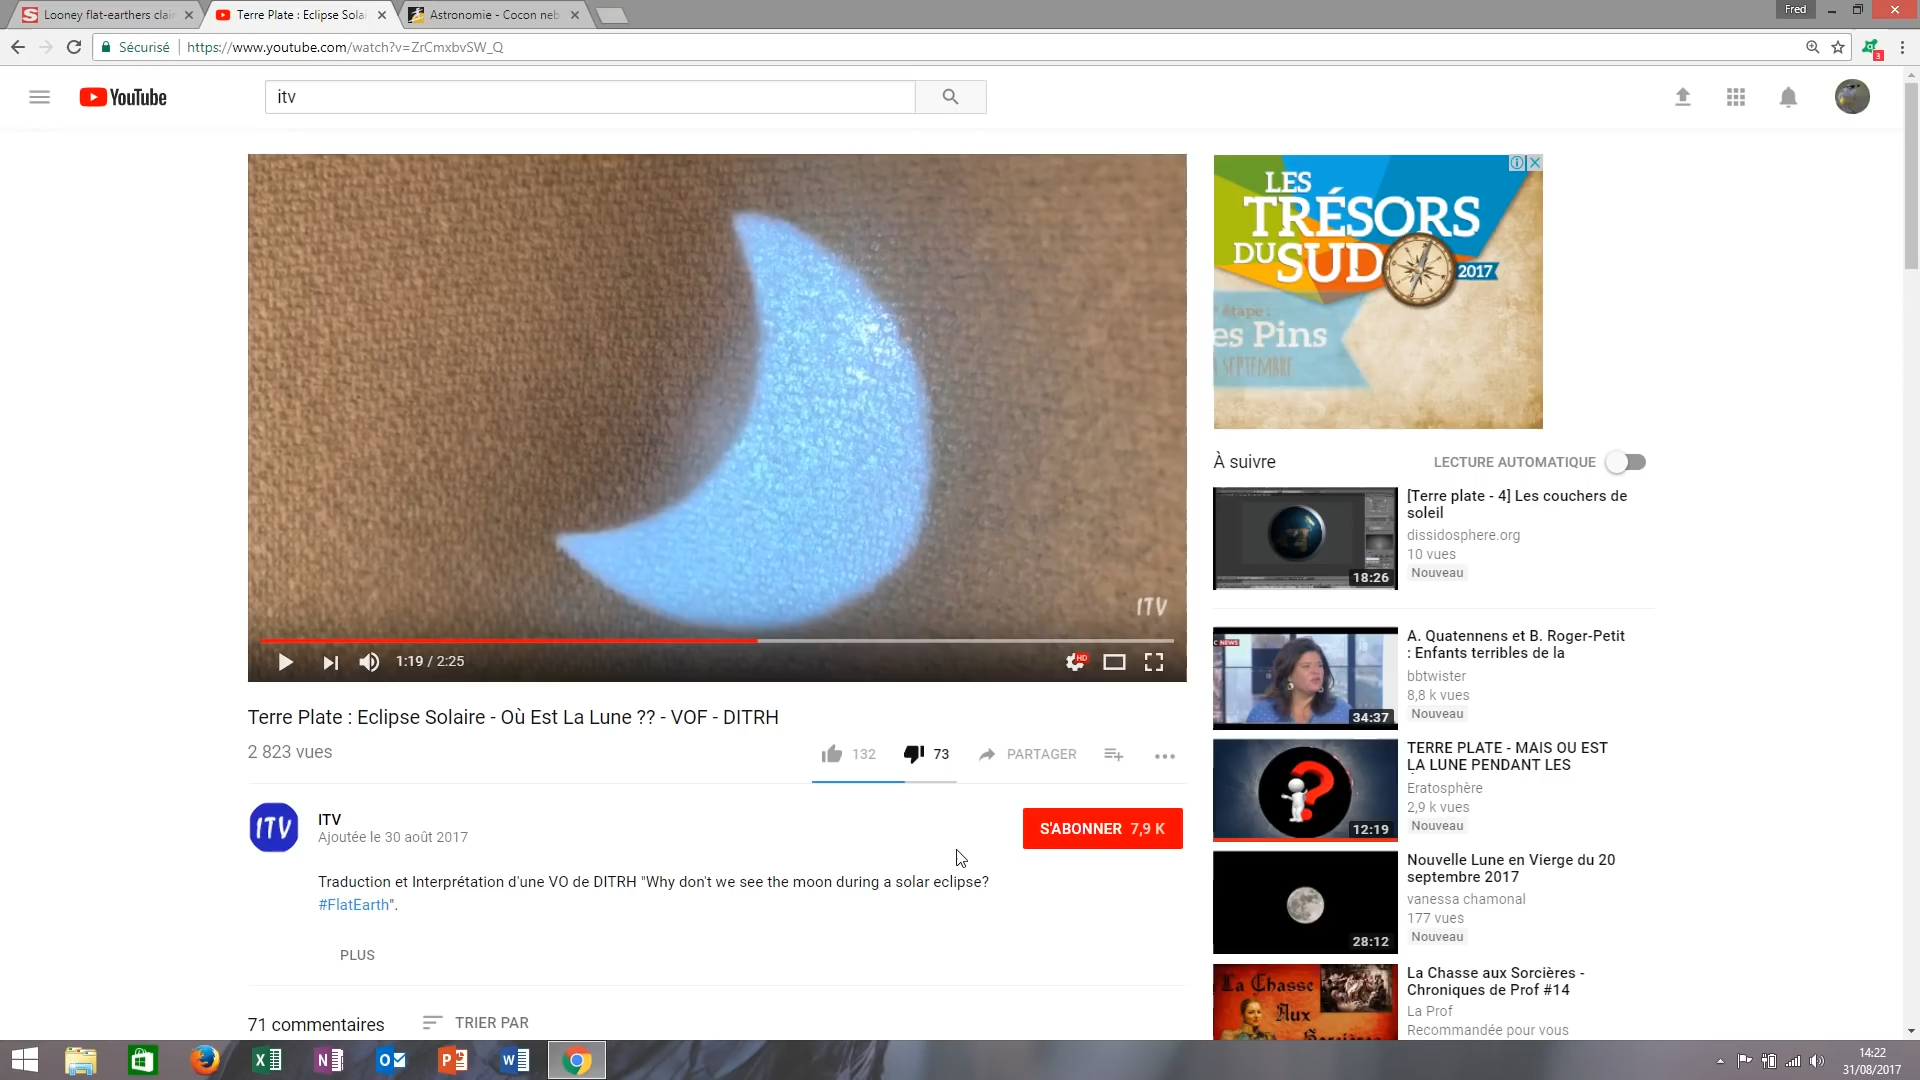 Looney flat-earthers clai
Terre Plate : Eclipse Sola
Astronomie - Cocon neb
Fred
Sécurisé
https://www.youtube.com/watch?v=ZrCmxbvSW_Q
3
YouTube
itv
ITV
1:19 / 2:25
HD
LES
TRÉSORS
DU SUD
2017
étape :
es Pins
SEPTEMBRE
À suivre
LECTURE AUTOMATIQUE
[Terre plate - 4] Les couchers de
soleil
dissidosphere.org
10 vues
Nouveau
18:26
A. Quatennens et B. Roger-Petit
: Enfants terribles de la
bbtwister
8,8 k vues
Nouveau
C NEWS
34:37
TERRE PLATE - MAIS OU EST
LA LUNE PENDANT LES
Eratosphère
2,9 k vues
Nouveau
12:19
Nouvelle Lune en Vierge du 20
septembre 2017
vanessa chamonal
177 vues
Nouveau
28:12
La Chasse aux Sorcières -
Chroniques de Prof #14
La Prof
Recommandée pour vous
La Chasse
Aux
Sorcières
Terre Plate : Eclipse Solaire - Où Est La Lune ?? - VOF - DITRH
2 823 vues
132
73
PARTAGER
ITV
ITV
Ajoutée le 30 août 2017
S'ABONNER 7,9 K
Traduction et Interprétation d'une VO de DITRH "Why don't we see the moon during a solar eclipse?
#FlatEarth".
PLUS
71 commentaires
TRIER PAR
14:22
31/08/2017